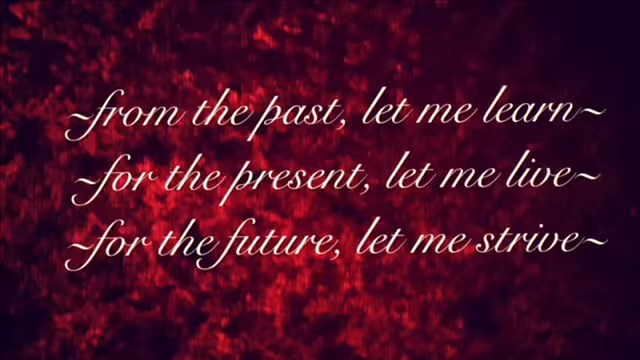 ~from the past, let me learn~
~for the present, let me live~
~for the future, let me strive~